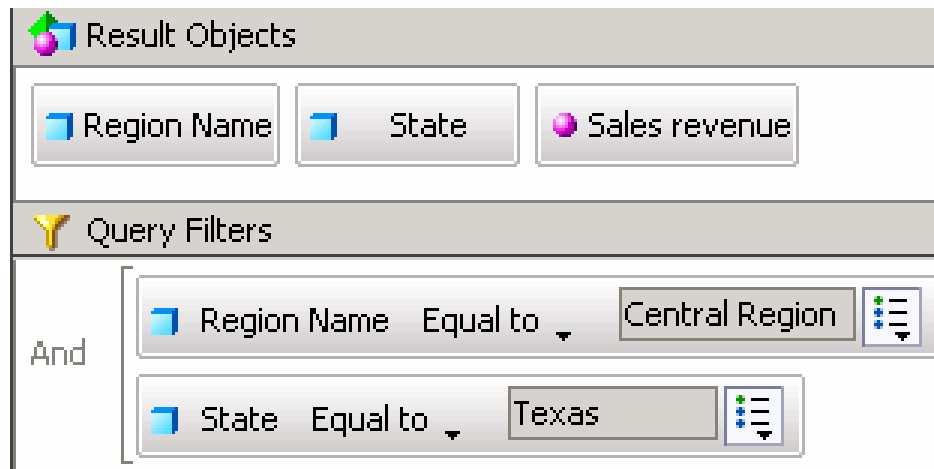 Result Objects
Region Name State Sales revenue
Query Filters
Region Name Equal to Central Region
And
State Equal to Texas